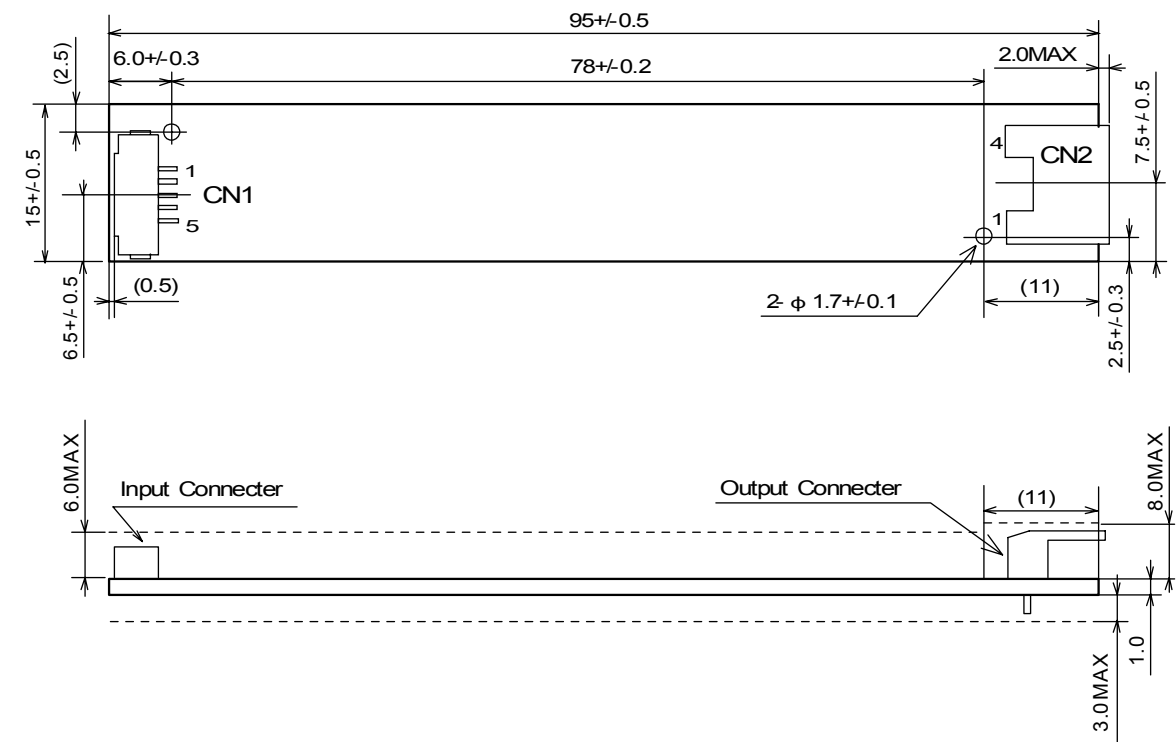 95+/-0.5
(2.5)
6.0+/-0.3
78+/-0.2
2.0MAX
7.5+/-0.5
15+/-0.5
1
CN1
5
4
CN2
1
6.5+/-0.5
(0.5)
2-φ1.7+/-0.1
(11)
2.5+/-0.3
6.0MAX
Input Connecter
Output Connecter
(11)
8.0MAX
1.0
3.0MAX